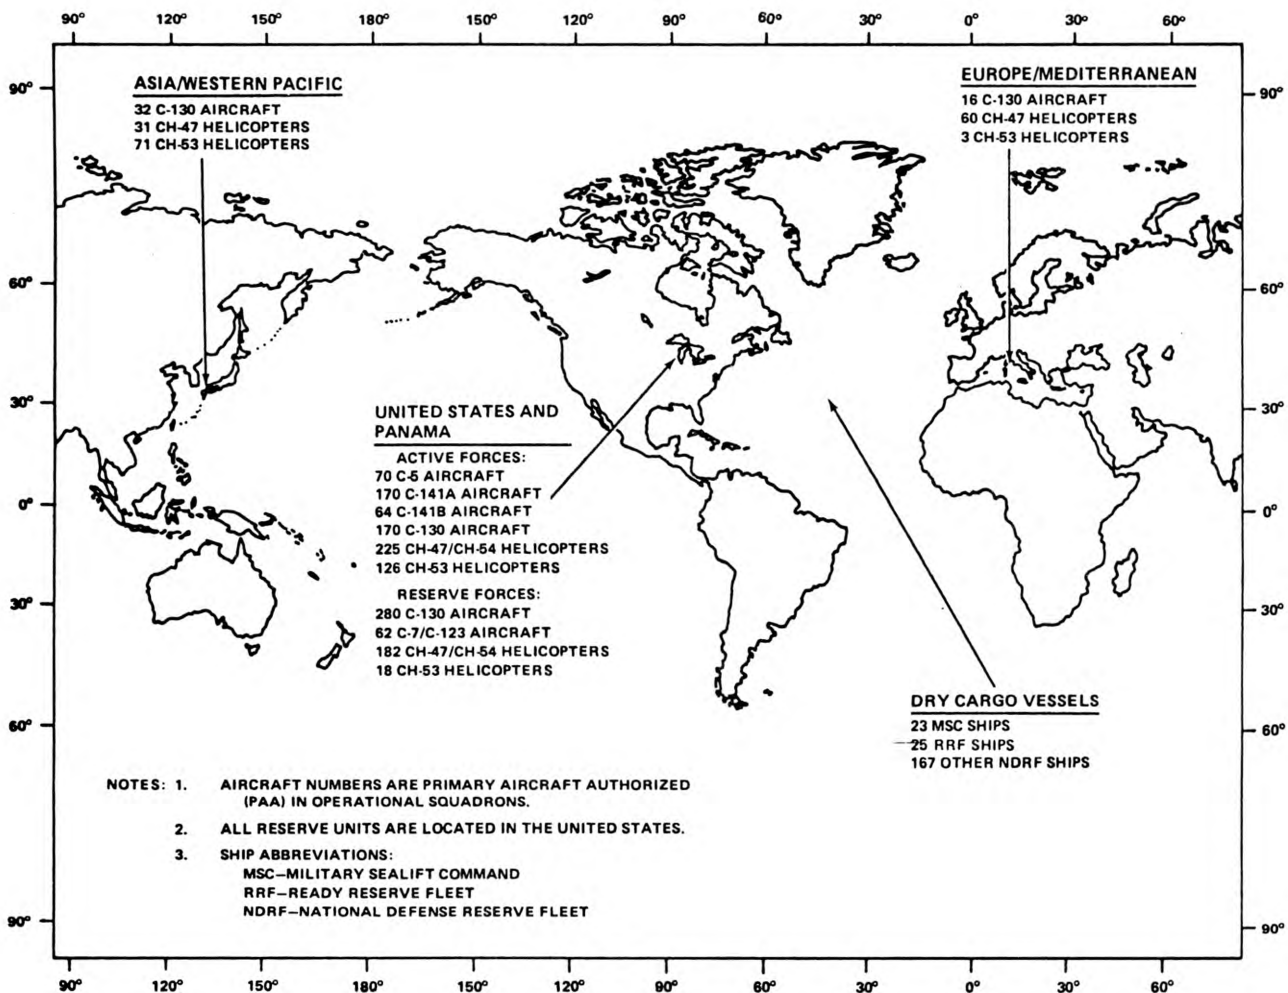 90° 120° 150° 180° 120° 90° 60° 30° 0° 30° 60°
ASIA/WESTERN PACIFIC
32 C-130 AIRCRAFT
31 CH-47 HELICOPTERS
71 CH-53 HELICOPTERS
EUROPE/MEDITERRANEAN
16 C-130 AIRCRAFT
60 CH-47 HELICOPTERS
3 CH-53 HELICOPTERS
90° 90°
60° 60°
30° 30°
0° 0°
30° 30°
60° 60°
90° 90°
UNITED STATES AND
PANAMA
ACTIVE FORCES:
70 C-5 AIRCRAFT
170 C-141A AIRCRAFT
64 C-141B AIRCRAFT
170 C-130 AIRCRAFT
225 CH-47/CH-54 HELICOPTERS
126 CH-53 HELICOPTERS
RESERVE FORCES:
280 C-130 AIRCRAFT
62 C-7/C-123 AIRCRAFT
182 CH-47/CH-54 HELICOPTERS
18 CH-53 HELICOPTERS
DRY CARGO VESSELS
23 MSC SHIPS
25 RRF SHIPS
167 OTHER NDRF SHIPS
NOTES: 1. AIRCRAFT NUMBERS ARE PRIMARY AIRCRAFT AUTHORIZED
(PAA) IN OPERATIONAL SQUADRONS.
2. ALL RESERVE UNITS ARE LOCATED IN THE UNITED STATES.
3. SHIP ABBREVIATIONS:
MSC—MILITARY SEALIFT COMMAND
RRF—READY RESERVE FLEET
NDRF—NATIONAL DEFENSE RESERVE FLEET
90° 120° 150° 180° 120° 90° 60° 30° 0° 30° 60°